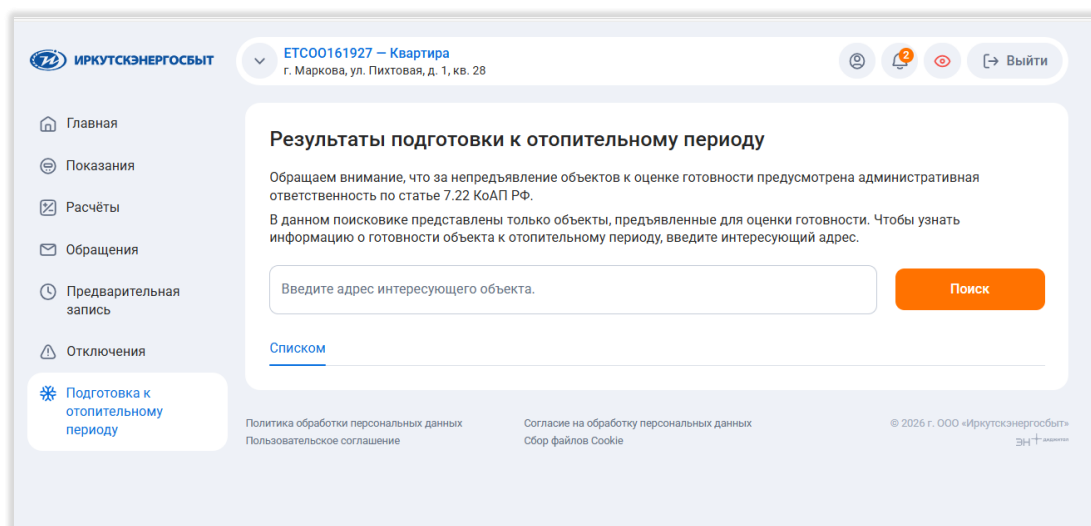 ИРКУТСКЭНЕРГОСБЫТ
ЕТСОО161927 — Квартира
г. Маркова, ул. Пихтовая, д. 1, кв. 28
2
Выйти
Главная
Показания
Расчёты
Обращения
Предварительная
запись
Отключения
Подготовка к
отопительному
периоду
Результаты подготовки к отопительному периоду
Обращаем внимание, что за непредъявление объектов к оценке готовности предусмотрена административная
ответственность по статье 7.22 КоАП РФ.
В данном поисковике представлены только объекты, предъявленные для оценки готовности. Чтобы узнать
информацию о готовности объекта к отопительному периоду, введите интересующий адрес.
Введите адрес интересующего объекта.
Поиск
Списком
Политика обработки персональных данных
Пользовательское соглашение
Согласие на обработку персональных данных
Сбор файлов Cookie
© 2026 г. ООО «Иркутскэнергосбыт»
ЭН+